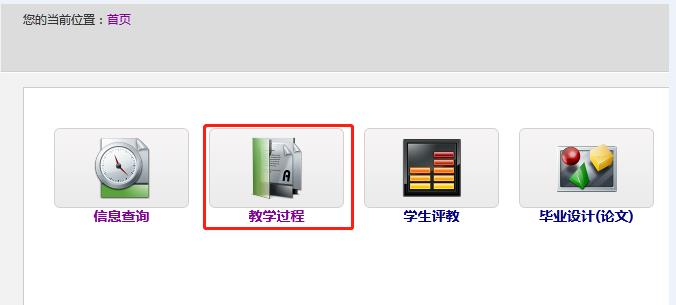 您的当前位置：首页
A
信息查询
教学过程
学生评教
毕业设计(论文)